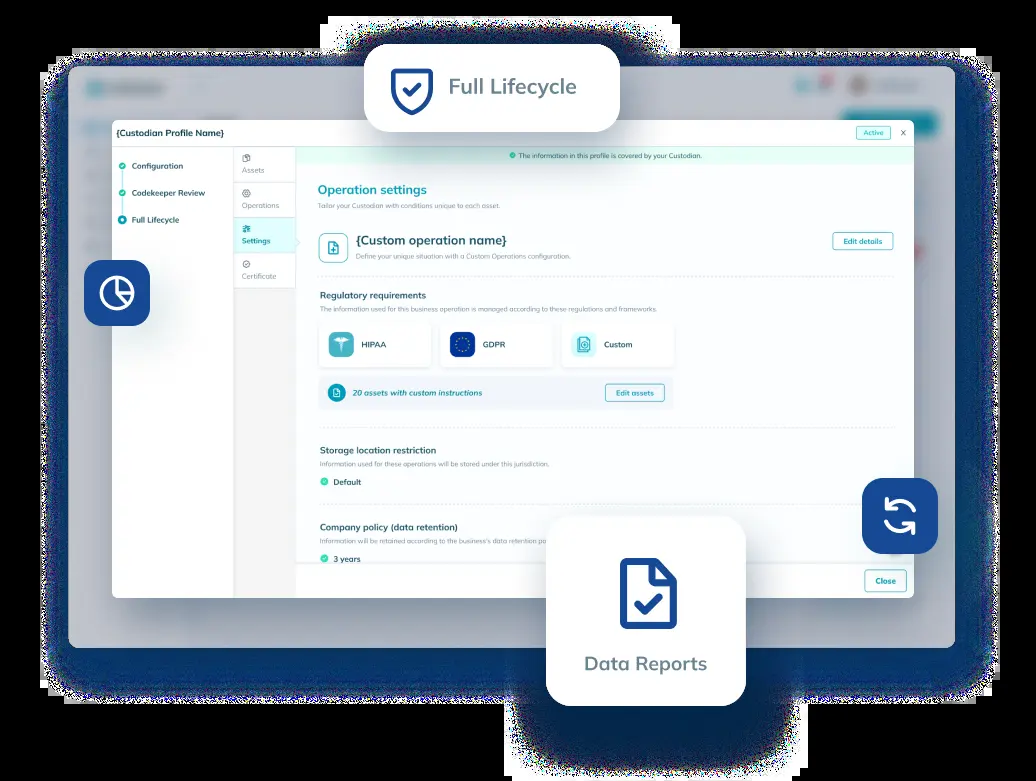 Full Lifecycle
{Custodian Profile Name}
Active
X
Configuration
Codekeeper Review
Full Lifecycle
Assets
Operations
Settings
Certificate
The information in this profile is covered by your Custodian.
Operation settings
Tailor your Custodian with conditions unique to each asset.
{Custom operation name}
Define your unique situation with a Custom Operations configuration.
Edit details
Regulatory requirements
The information used for this business operation is managed according to these regulations and frameworks.
HIPAA
GDPR
Custom
20 assets with custom instructions
Edit assets
Storage location restriction
Information used for these operations will be stored under this jurisdiction.
Default
Company policy (data retention)
Information will be retained according to the business's data retention
3 years
Close
Data Reports